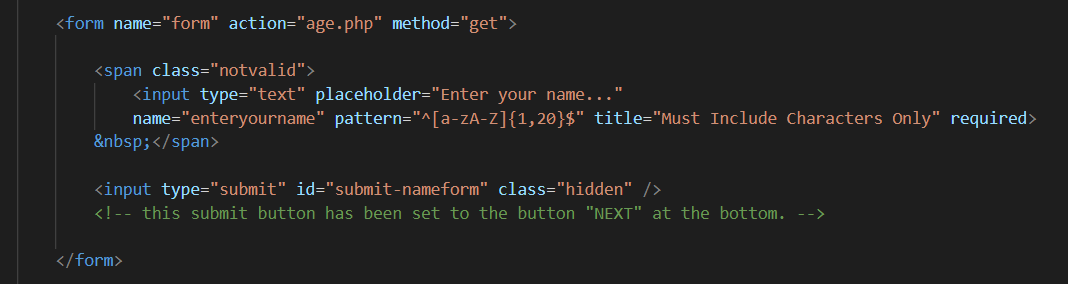 <form name="form" action="age.php" method="get">
<span class="notvalid">
<input type="text" placeholder="Enter your name..."
name="enteryourname" pattern="^[a-zA-Z]{1,20}$" title="Must Include Characters Only" required>
&nbsp;</span>
<input type="submit" id="submit-nameform" class="hidden" />
<!-- this submit button has been set to the button "NEXT" at the bottom. -->
</form>